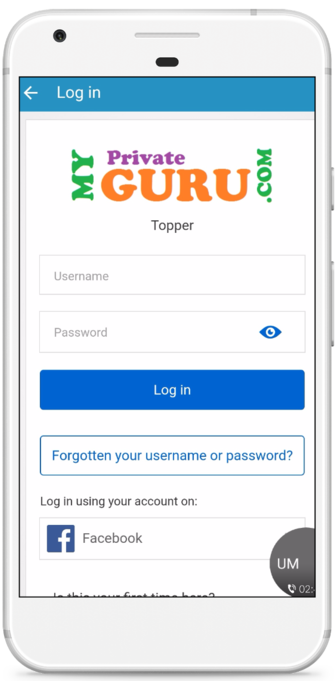 Log in
MY Private GURU .COM
Topper
Username
Password
Log in
Forgotten your username or password?
Log in using your account on:
Facebook
UM
02:
Is this your first time here?